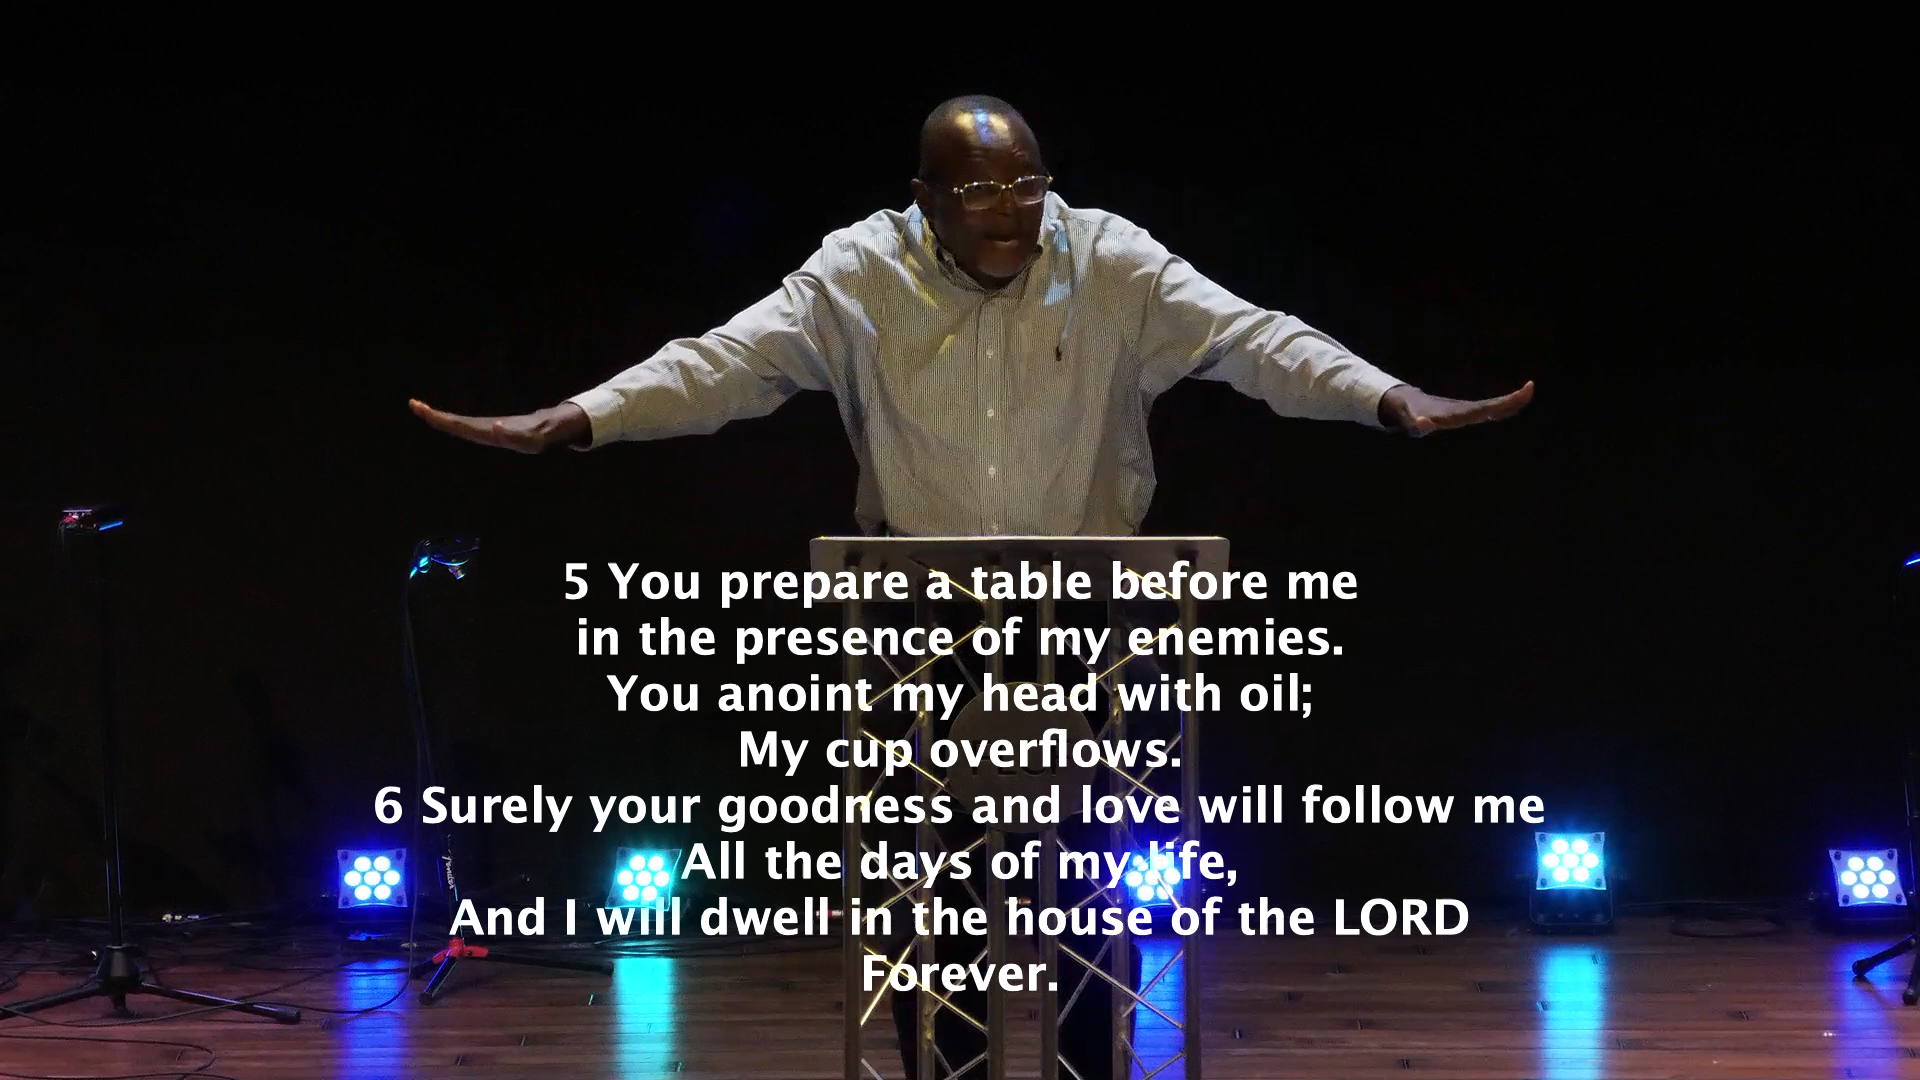 5 You prepare a table before me
in the presence of my enemies.
You anoint my head with oil;
My cup overflows.
6 Surely your goodness and love will follow me
All the days of my life,
And I will dwell in the house of the LORD
Forever.